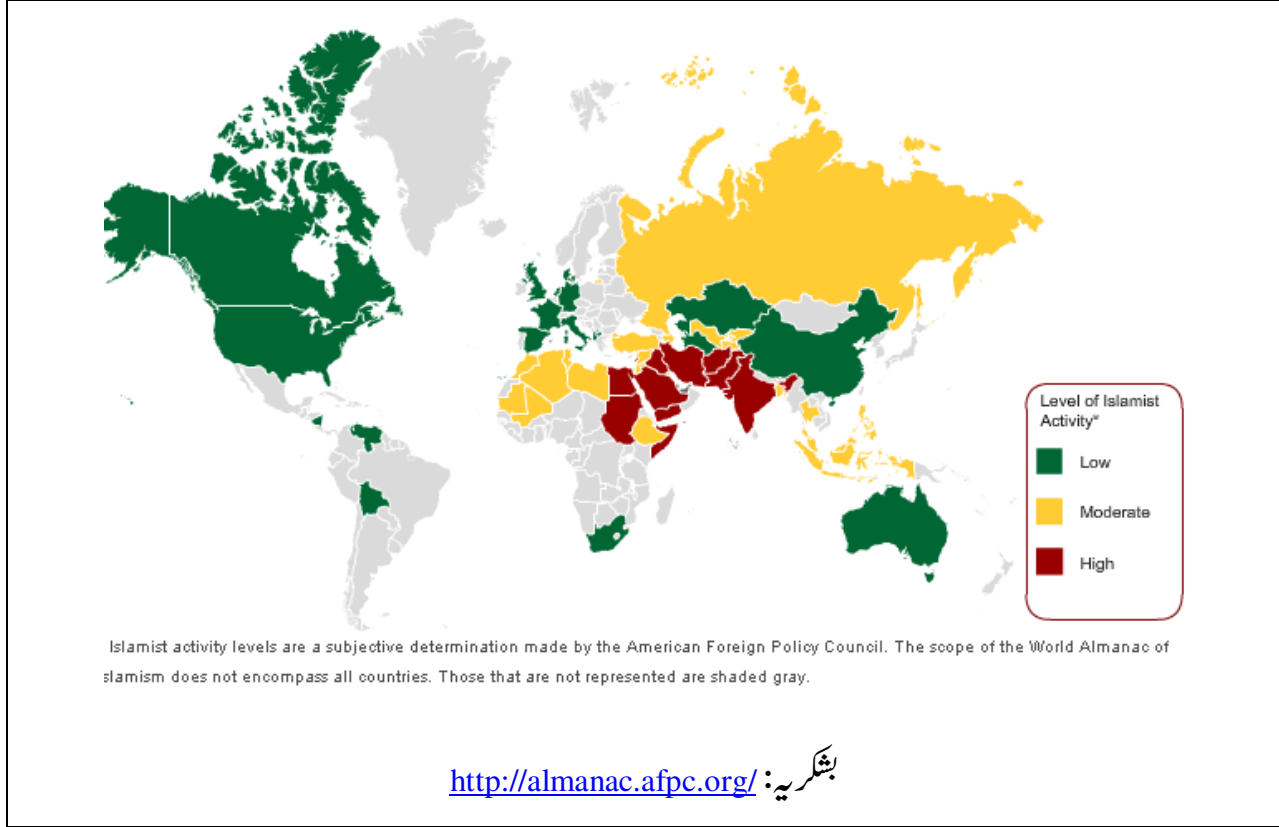 Level of Islamist
Activity*
Low
Moderate
High
Islamist activity levels are a subjective determination made by the American Foreign Policy Council. The scope of the World Almanac of
slamism does not encompass all countries. Those that are not represented are shaded gray.
بشکریہ: http://almanac.afpc.org/